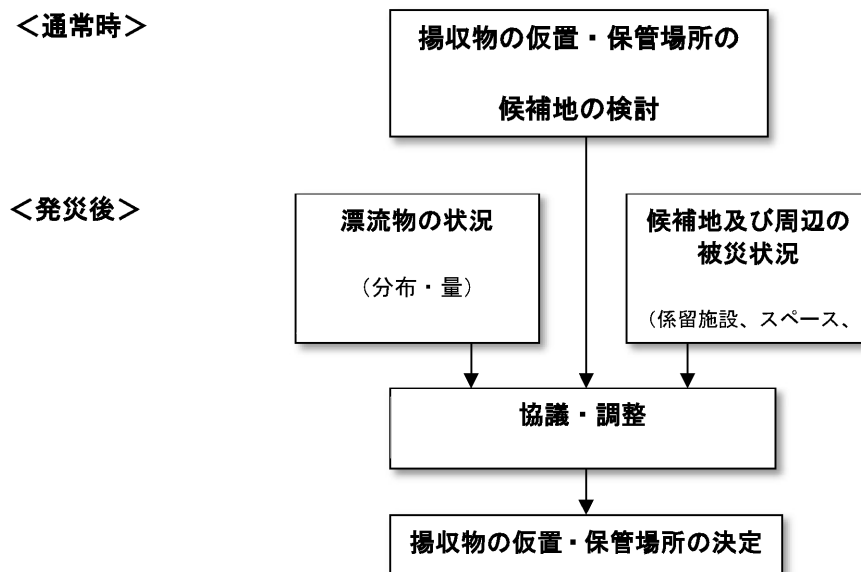 ＜通常時＞
揚収物の仮置・保管場所の
候補地の検討
＜発災後＞
漂流物の状況
（分布・量）
候補地及び周辺の
被災状況
（係留施設、スペース、
協議・調整
揚収物の仮置・保管場所の決定